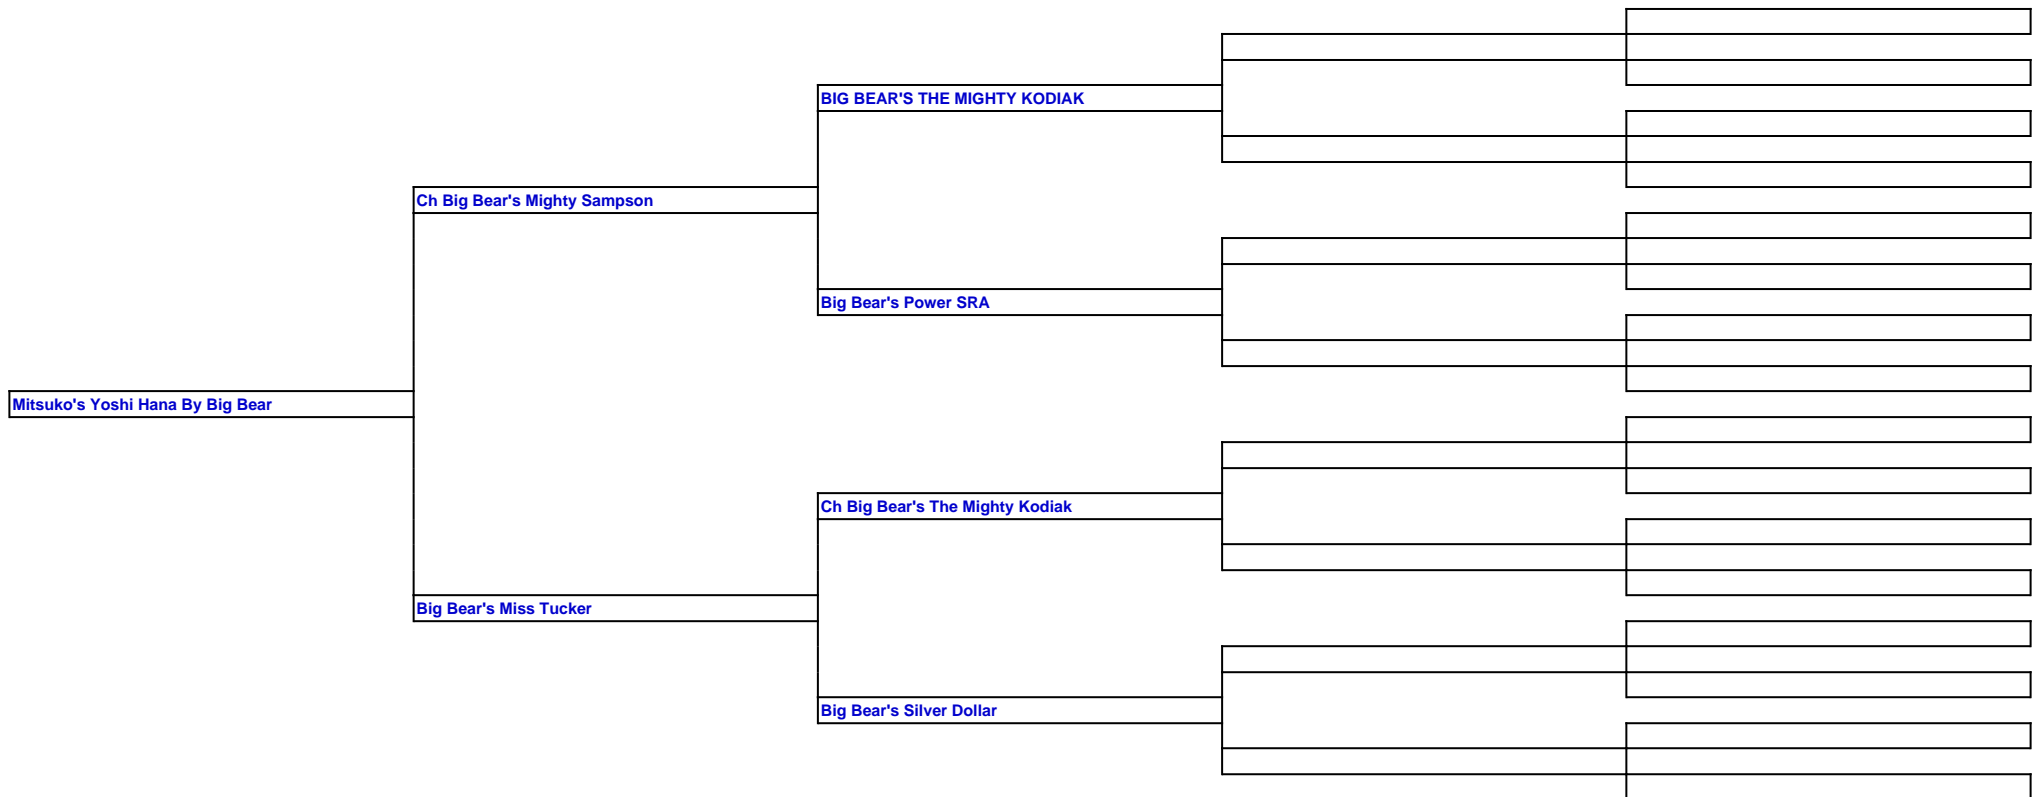 BIG BEAR'S THE MIGHTY KODIAK
Ch Big Bear's Mighty Sampson
Big Bear's Power SRA
Mitsuko's Yoshi Hana By Big Bear
Ch Big Bear's The Mighty Kodiak
Big Bear's Miss Tucker
Big Bear's Silver Dollar